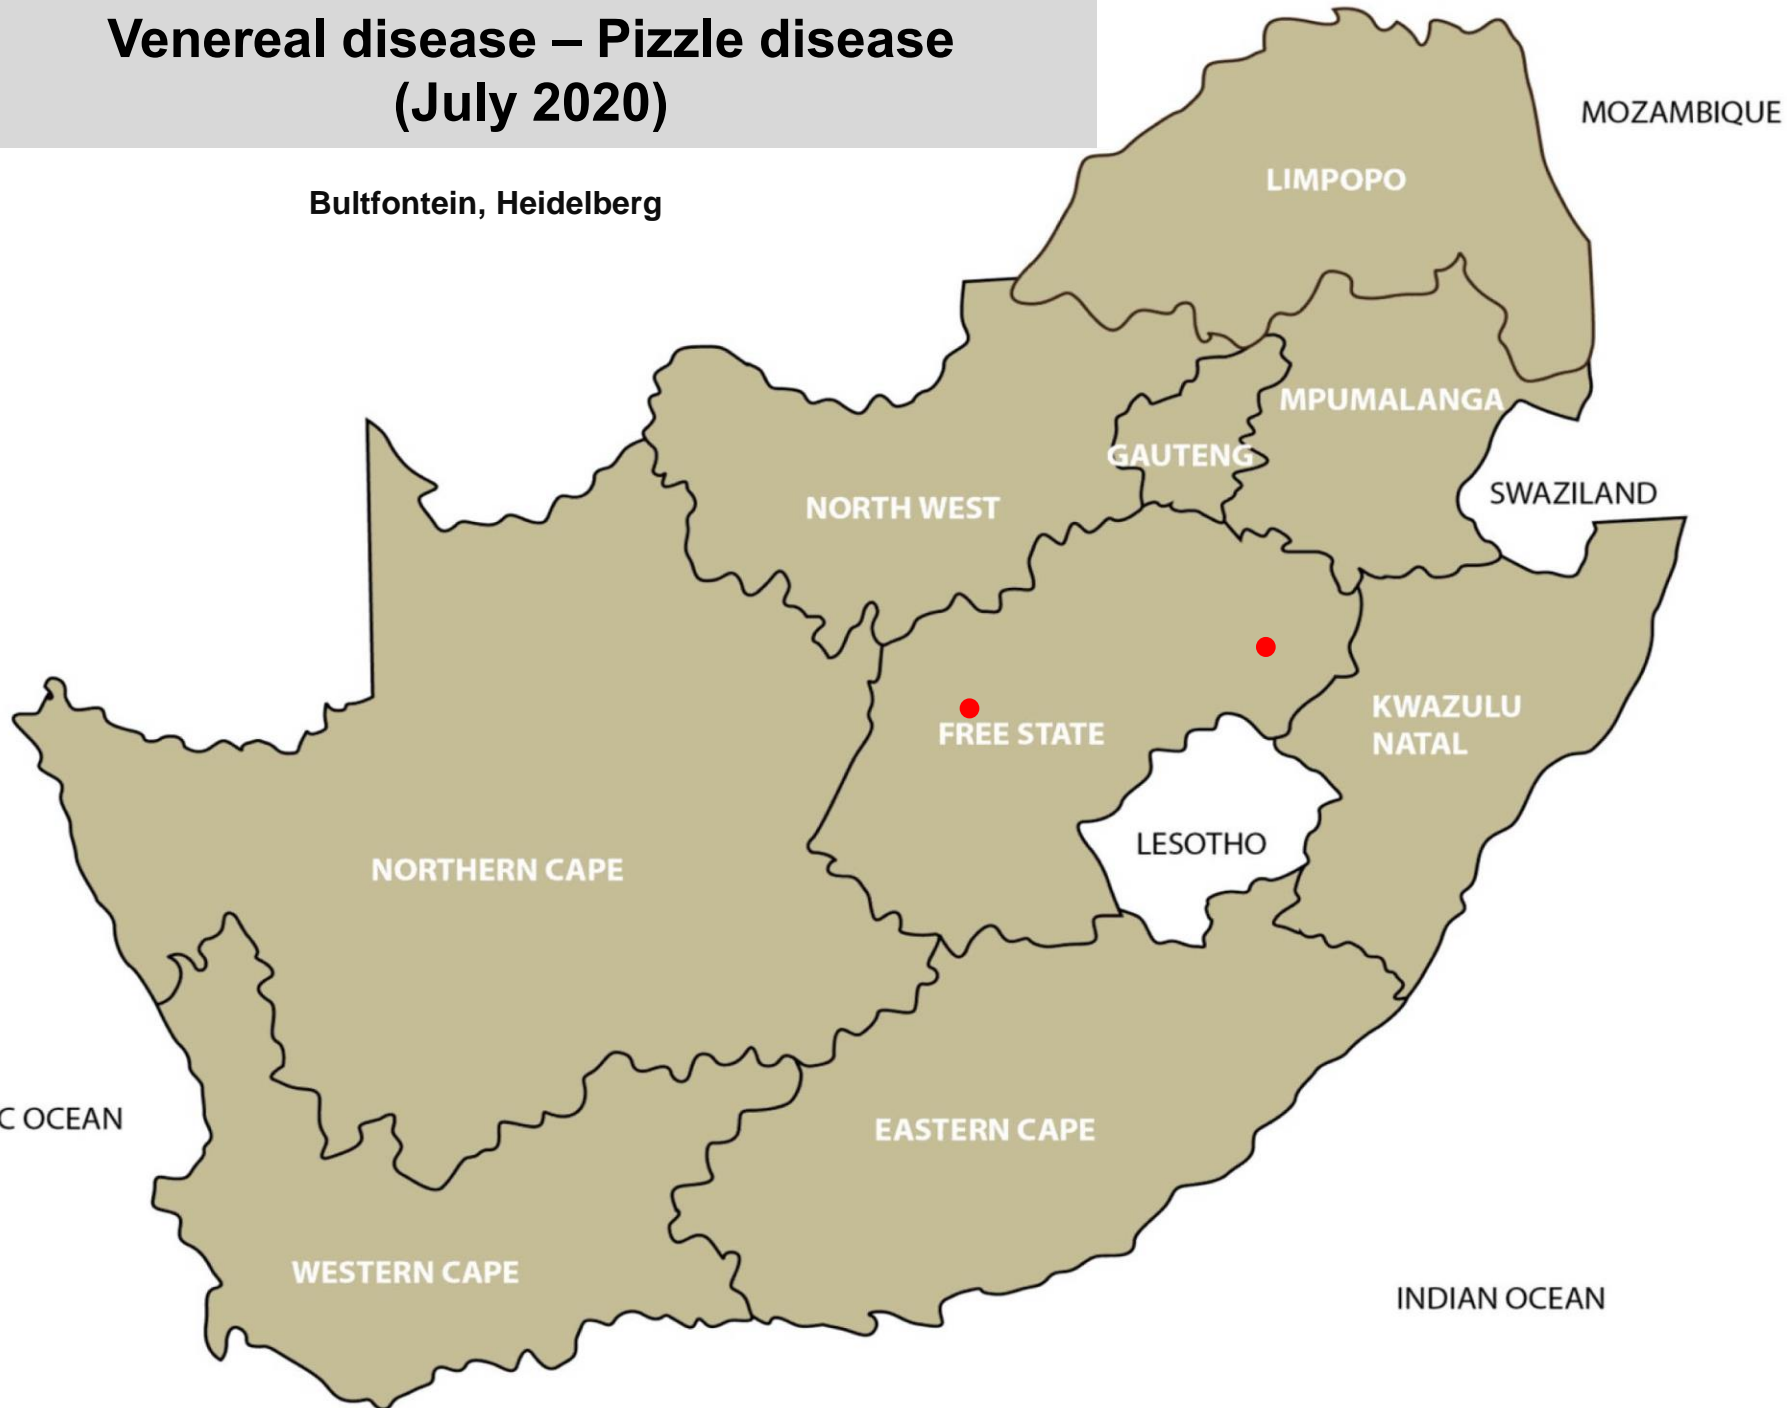 Venereal disease – Pizzle disease
(July 2020)
Bultfontein, Heidelberg
MOZAMBIQUE
LIMPOPO
MPUMALANGA
GAUTENG
SWAZILAND
NORTH WEST
KWAZULU
NATAL
FREE STATE
LESOTHO
NORTHERN CAPE
C OCEAN
EASTERN CAPE
WESTERN CAPE
INDIAN OCEAN